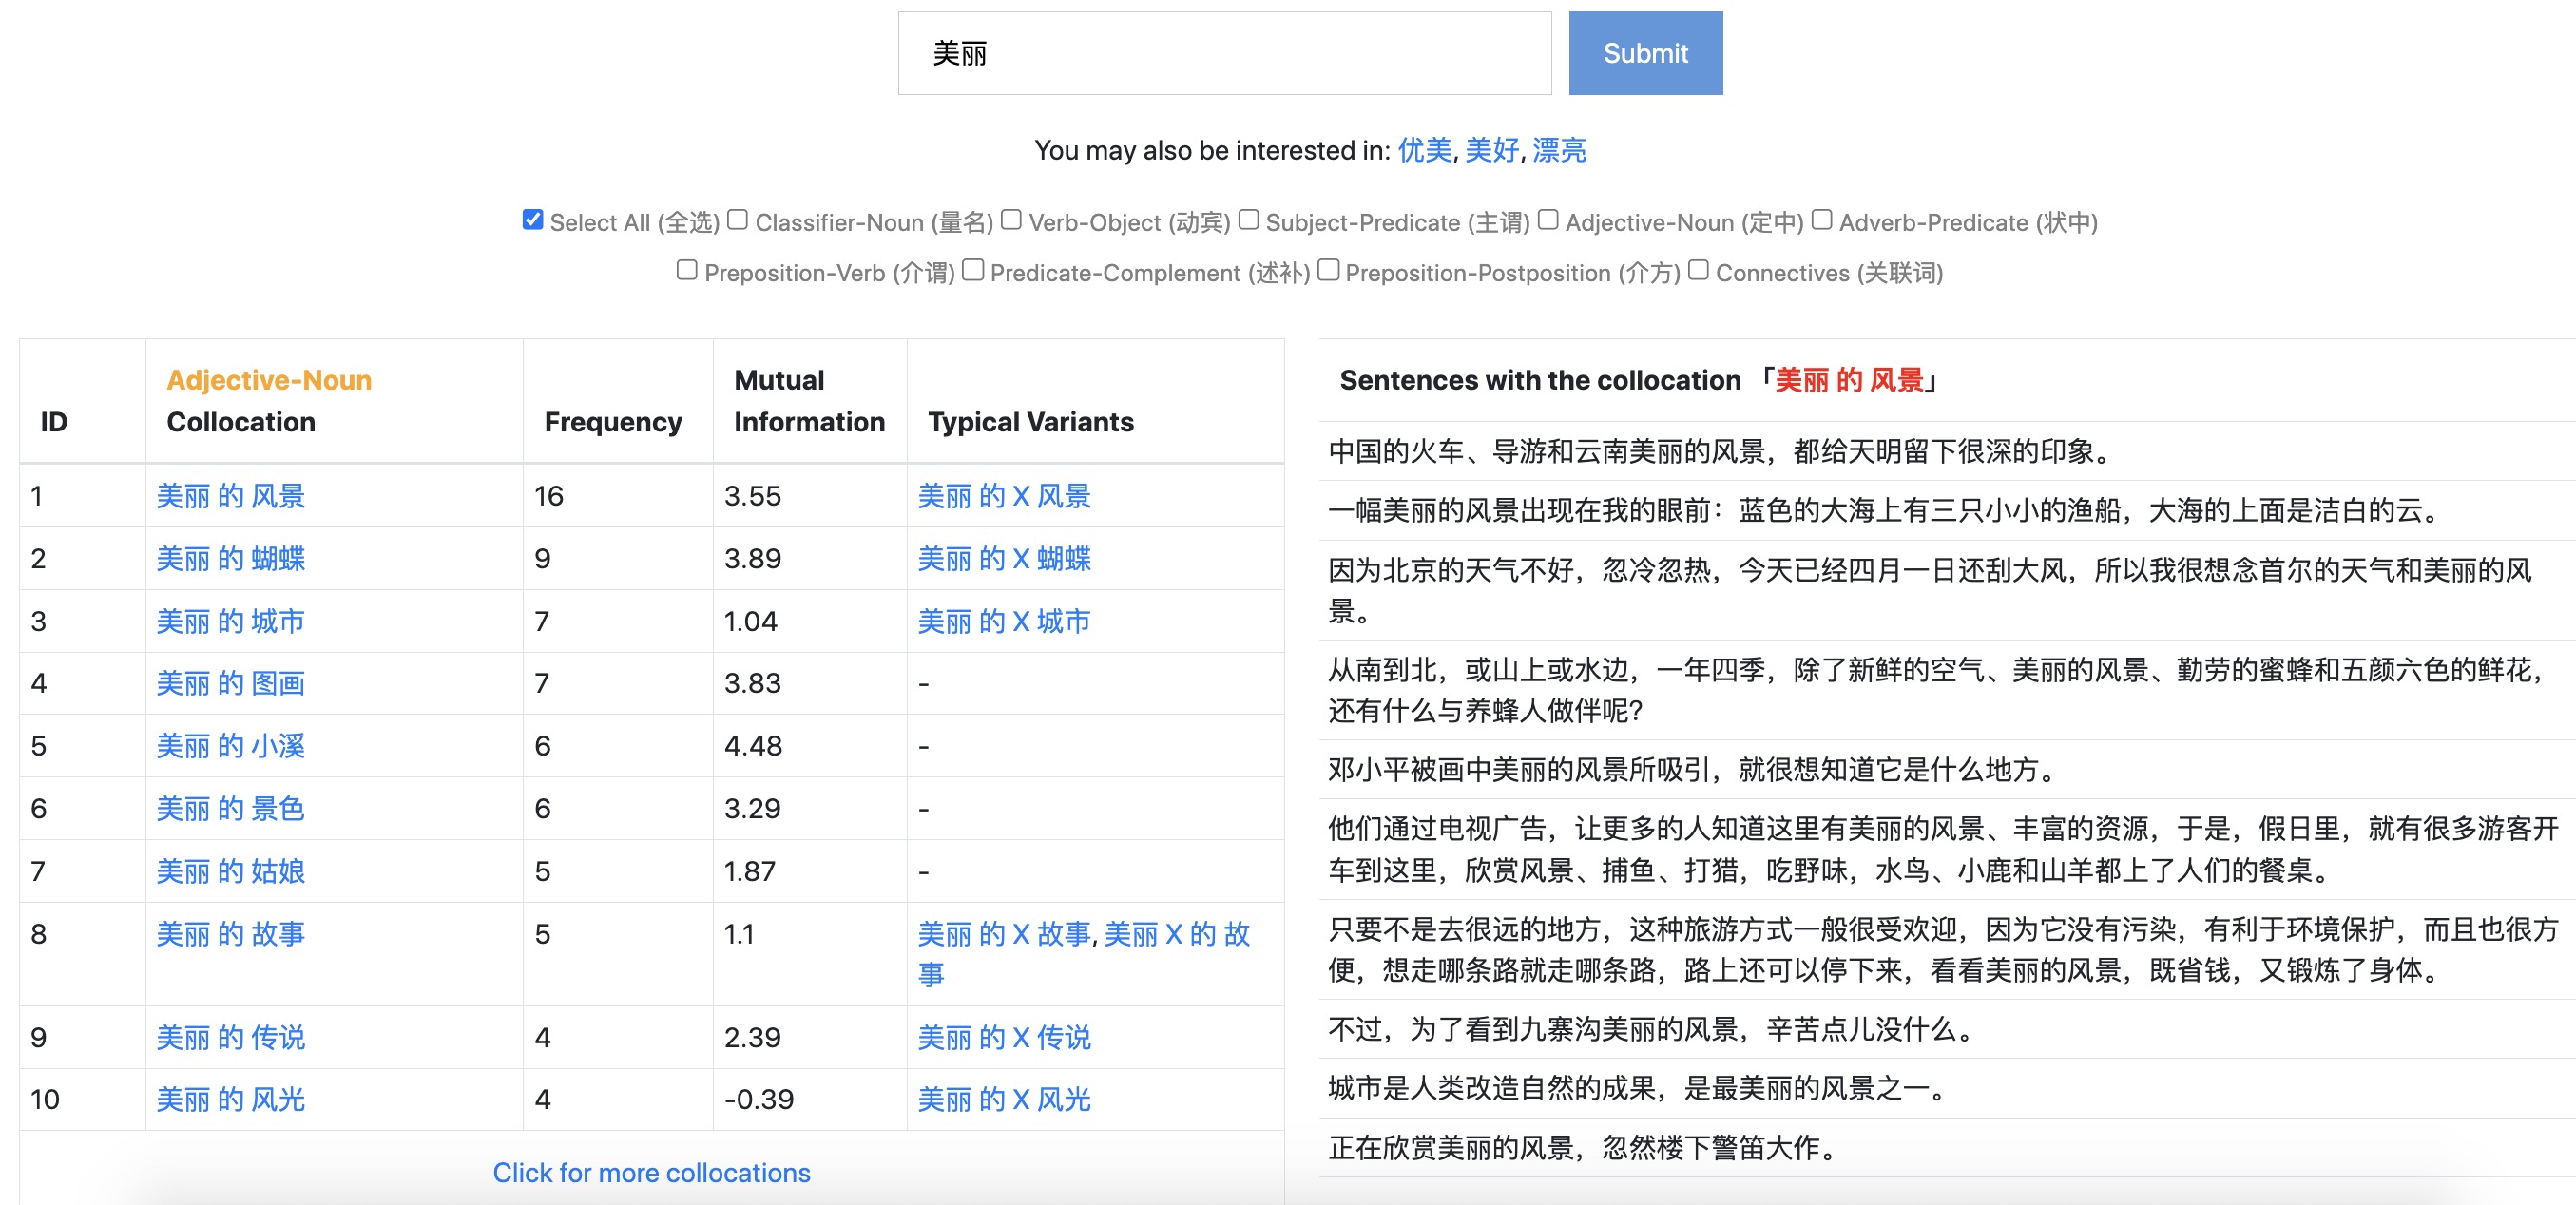 美丽
Submit
You may also be interested in: 优美, 美好, 漂亮
Select All (全选) Classifier-Noun (量名) Verb-Object (动宾) Subject-Predicate (主谓) Adjective-Noun (定中) Adverb-Predicate (状中)
Preposition-Verb (介谓) Predicate-Complement (述补) Preposition-Postposition (介方) Connectives (关联词)
ID Adjective-Noun Collocation Frequency Mutual Information Typical Variants
1 美丽 的 风景 16 3.55 美丽 的 X 风景
2 美丽 的 蝴蝶 9 3.89 美丽 的 X 蝴蝶
3 美丽 的 城市 7 1.04 美丽 的 X 城市
4 美丽 的 图画 7 3.83 -
5 美丽 的 小溪 6 4.48 -
6 美丽 的 景色 6 3.29 -
7 美丽 的 姑娘 5 1.87 -
8 美丽 的 故事 5 1.1 美丽 的 X 故事, 美丽 X 的 故
事
9 美丽 的 传说 4 2.39 美丽 的 X 传说
10 美丽 的 风光 4 -0.39 美丽 的 X 风光
Click for more collocations
Sentences with the collocation 「美丽 的 风景」
中国的火车、导游和云南美丽的风景，都给天明留下很深的印象。
一幅美丽的风景出现在我的眼前：蓝色的大海上有三只小小的渔船，大海的上面是洁白的云。
因为北京的天气不好，忽冷忽热，今天已经四月一日还刮大风，所以我很想念首尔的天气和美丽的风
景。
从南到北，或山上或水边，一年四季，除了新鲜的空气、美丽的风景、勤劳的蜜蜂和五颜六色的鲜花，
还有什么与养蜂人做伴呢?
邓小平被画中美丽的风景所吸引，就很想知道它是什么地方。
他们通过电视广告，让更多的人知道这里有美丽的风景、丰富的资源，于是，假日里，就有很多游客开
车到这里，欣赏风景、捕鱼、打猎，吃野味，水鸟、小鹿和山羊都上了人们的餐桌。
只要不是去很远的地方，这种旅游方式一般很受欢迎，因为它没有污染，有利于环境保护，而且也很方
便，想走哪条路就走哪条路，路上还可以停下来，看看美丽的风景，既省钱，又锻炼了身体。
不过，为了看到九寨沟美丽的风景，辛苦点儿没什么。
城市是人类改造自然的成果，是最美丽的风景之一。
正在欣赏美丽的风景，忽然楼下警笛大作。